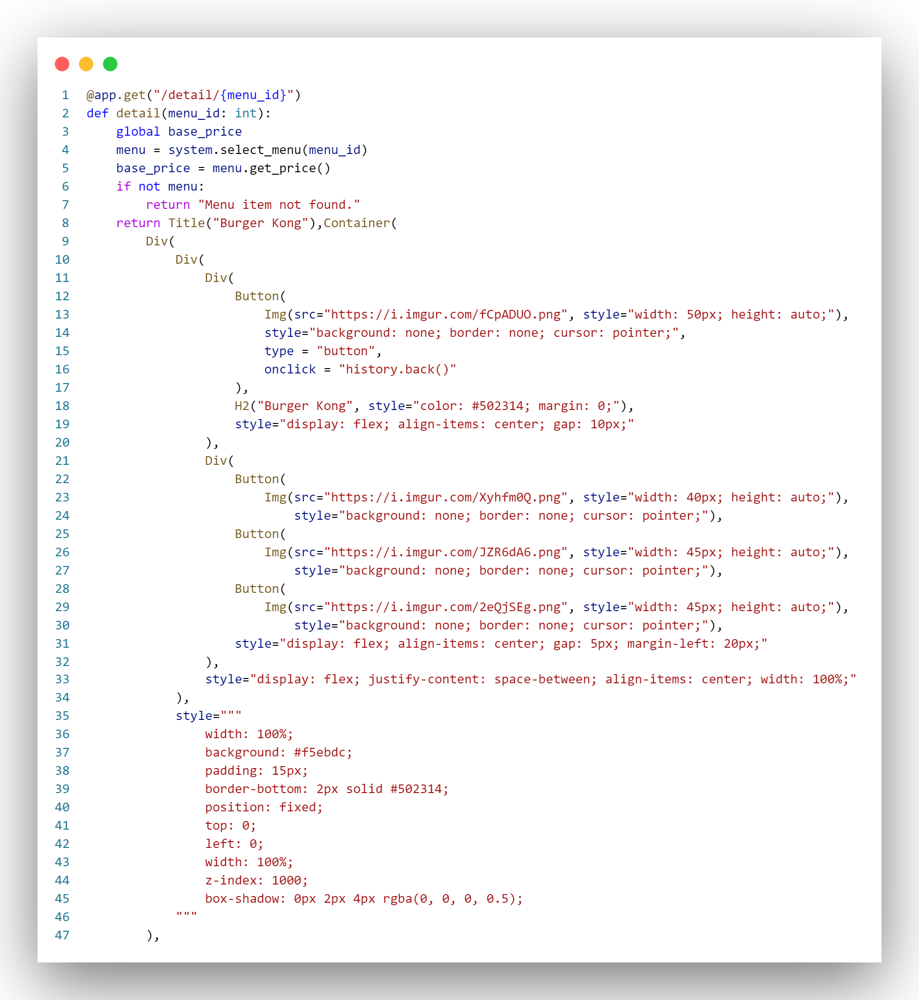 1 @app.get("/detail/{menu_id}")
2 def detail(menu_id: int):
3     global base_price
4     menu = system.select_menu(menu_id)
5     base_price = menu.get_price()
6     if not menu:
7         return "Menu item not found."
8     return Title("Burger Kong"),Container(
9         Div(
10             Div(
11                 Div(
12                     Button(
13                         Img(src="https://i.imgur.com/fCpADUO.png", style="width: 50px; height: auto;"),
14                         style="background: none; border: none; cursor: pointer;",
15                         type = "button",
16                         onclick = "history.back()"
17                     ),
18                     H2("Burger Kong", style="color: #502314; margin: 0;"),
19                     style="display: flex; align-items: center; gap: 10px;"
20                 ),
21                 Div(
22                     Button(
23                         Img(src="https://i.imgur.com/Xyhfm0Q.png", style="width: 40px; height: auto;"),
24                             style="background: none; border: none; cursor: pointer;"),
25                     Button(
26                         Img(src="https://i.imgur.com/JZR6dA6.png", style="width: 45px; height: auto;"),
27                             style="background: none; border: none; cursor: pointer;"),
28                     Button(
29                         Img(src="https://i.imgur.com/2eQjSEg.png", style="width: 45px; height: auto;"),
30                             style="background: none; border: none; cursor: pointer;"),
31                     style="display: flex; align-items: center; gap: 5px; margin-left: 20px;"
32                 ),
33                 style="display: flex; justify-content: space-between; align-items: center; width: 100%;"
34             ),
35             style="""
36                 width: 100%;
37                 background: #f5ebdc;
38                 padding: 15px;
39                 border-bottom: 2px solid #502314;
40                 position: fixed;
41                 top: 0;
42                 left: 0;
43                 width: 100%;
44                 z-index: 1000;
45                 box-shadow: 0px 2px 4px rgba(0, 0, 0, 0.5);
46             """
47         ),